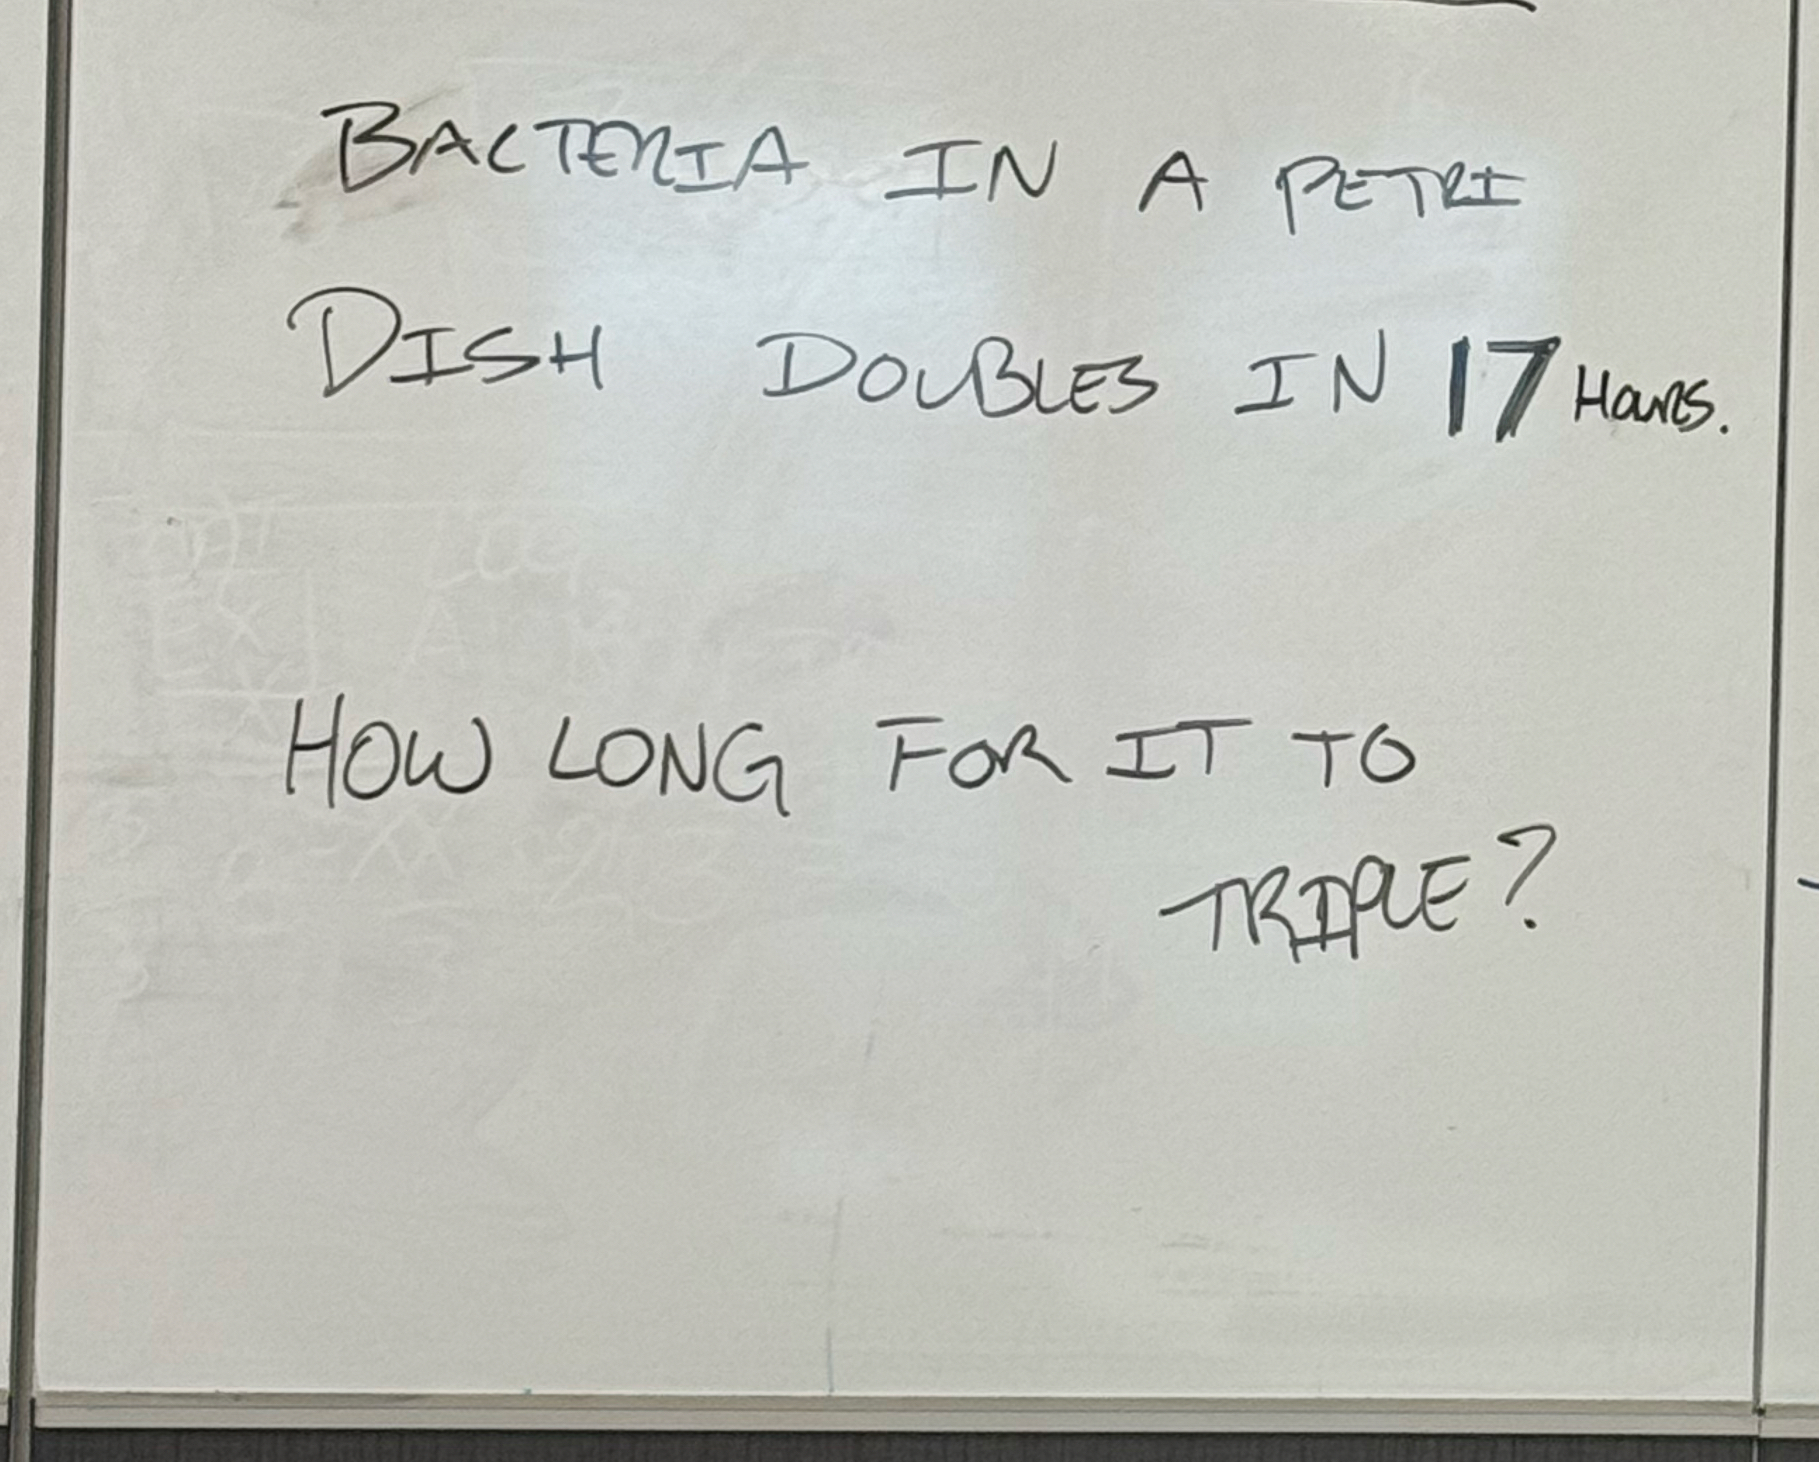 BACTERIA IN A PETRI
DISH DOUBLES IN 17 HOURS.
HOW LONG FOR IT TO
TRIPLE?